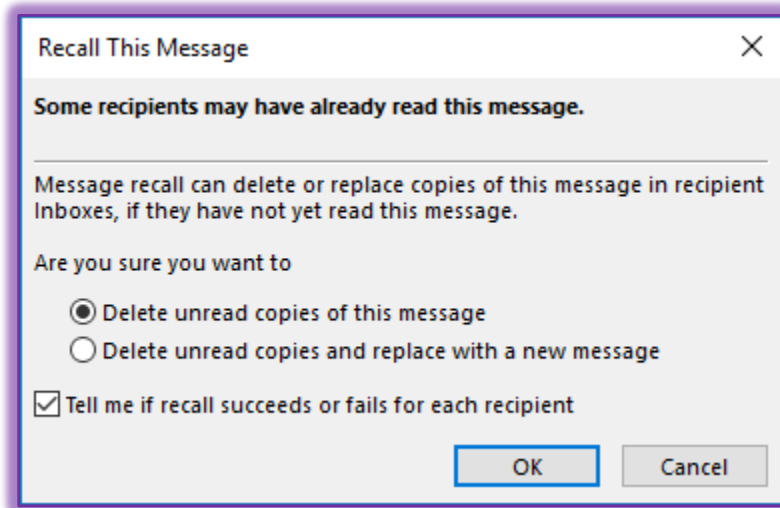 Recall This Message
Some recipients may have already read this message.
Message recall can delete or replace copies of this message in recipient
Inboxes, if they have not yet read this message.
Are you sure you want to
Delete unread copies of this message
Delete unread copies and replace with a new message
Tell me if recall succeeds or fails for each recipient
OK Cancel